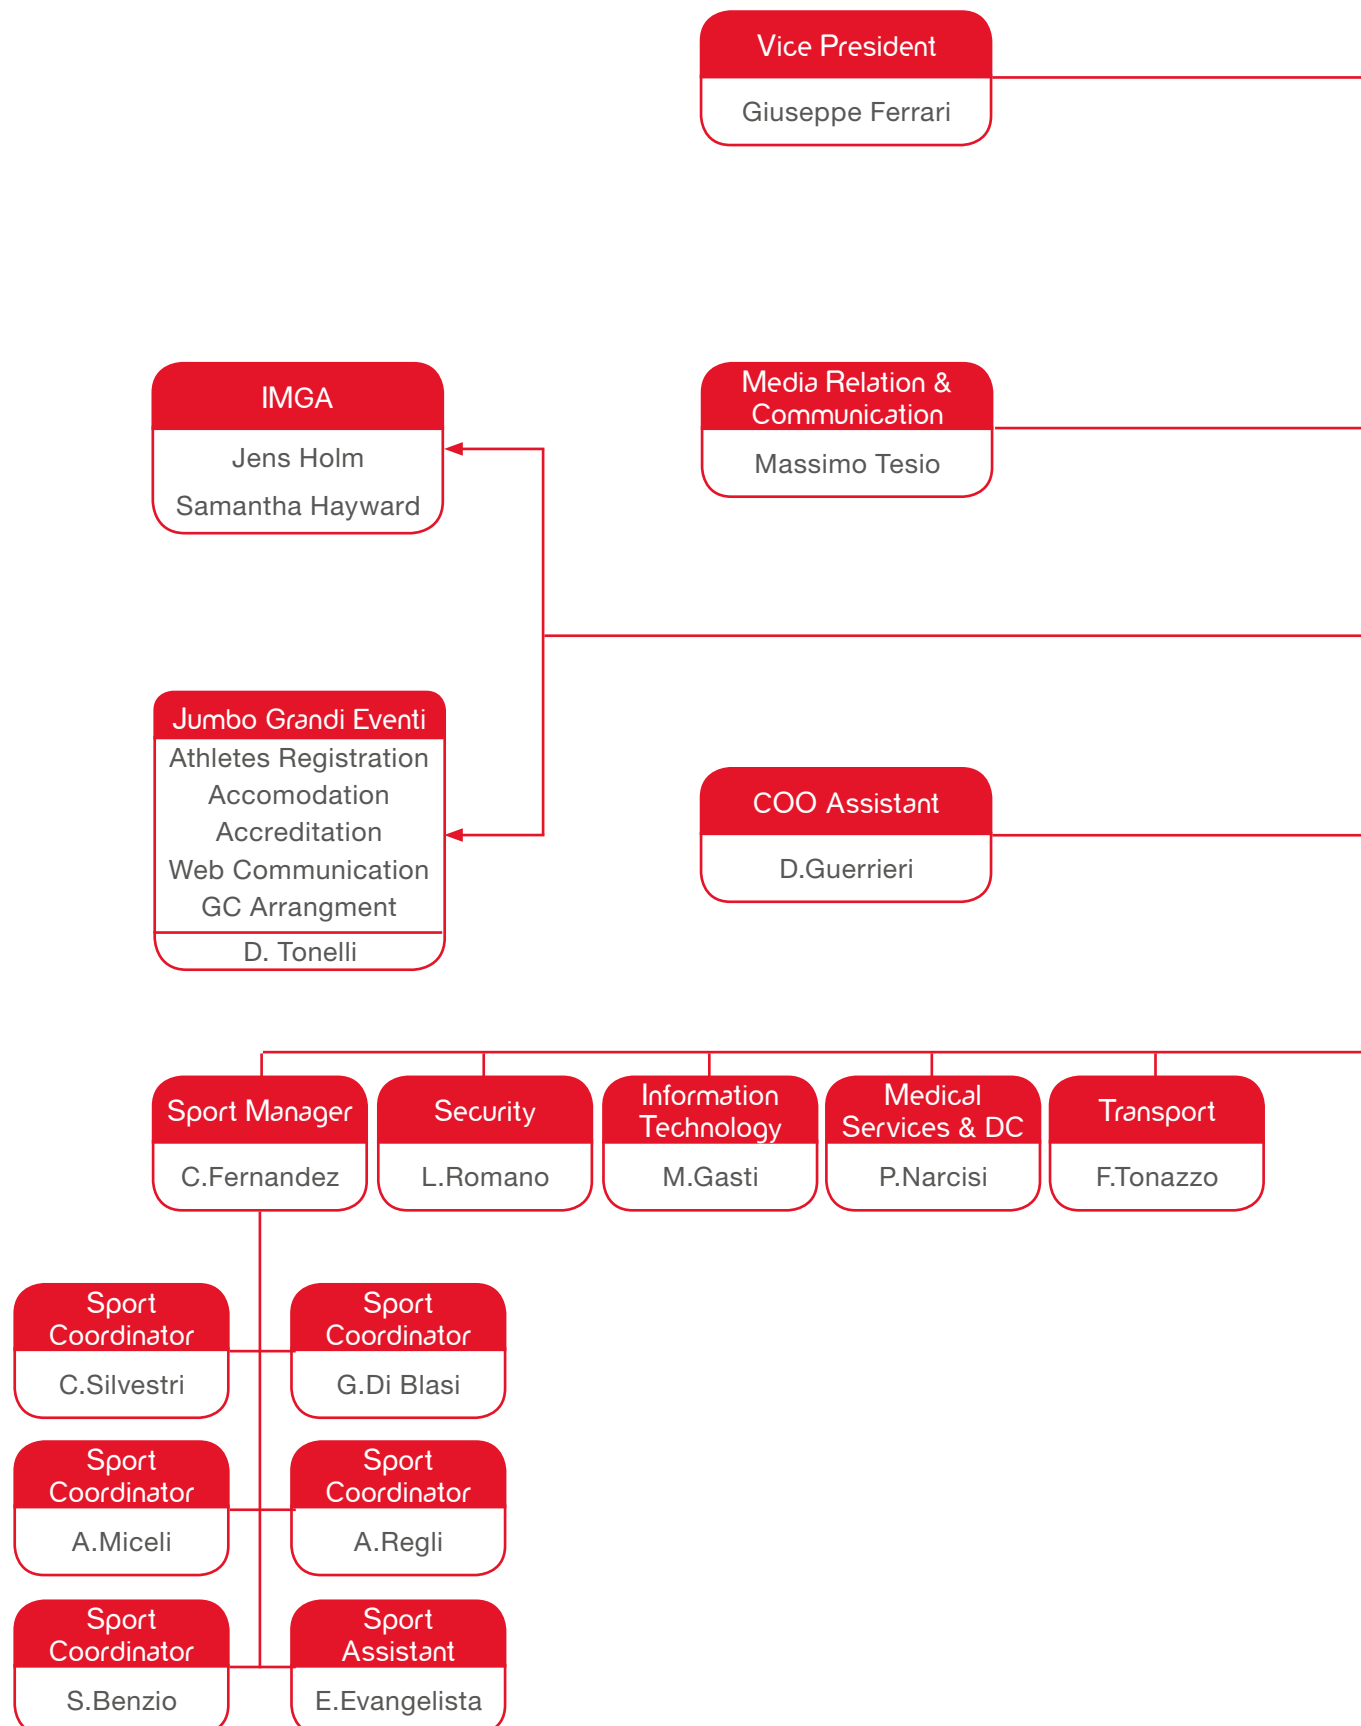 Vice President
Giuseppe Ferrari
IMGA
Jens Holm
Samantha Hayward
Media Relation &
Communication
Massimo Tesio
Jumbo Grandi Eventi
Athletes Registration
Accomodation
Accreditation
Web Communication
GC Arrangment
D. Tonelli
COO Assistant
D.Guerrieri
Sport Manager
C.Fernandez
Security
L.Romano
Information
Technology
M.Gasti
Medical
Services & DC
P.Narcisi
Transport
F.Tonazzo
Sport
Coordinator
C.Silvestri
Sport
Coordinator
G.Di Blasi
Sport
Coordinator
A.Miceli
Sport
Coordinator
A.Regli
Sport
Coordinator
S.Benzio
Sport
Assistant
E.Evangelista